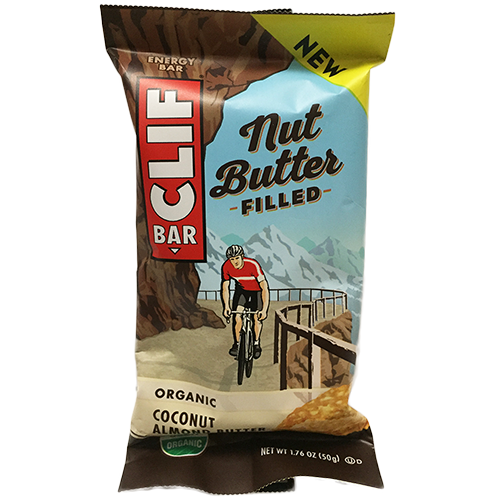 ENERGY
BAR
NEW
CLIF
BAR
Nut
Butter
-FILLED-
ORGANIC
COCONUT
ALMOND BUTTER
ORGANIC
NET WT 1.76 OZ (50g) U D